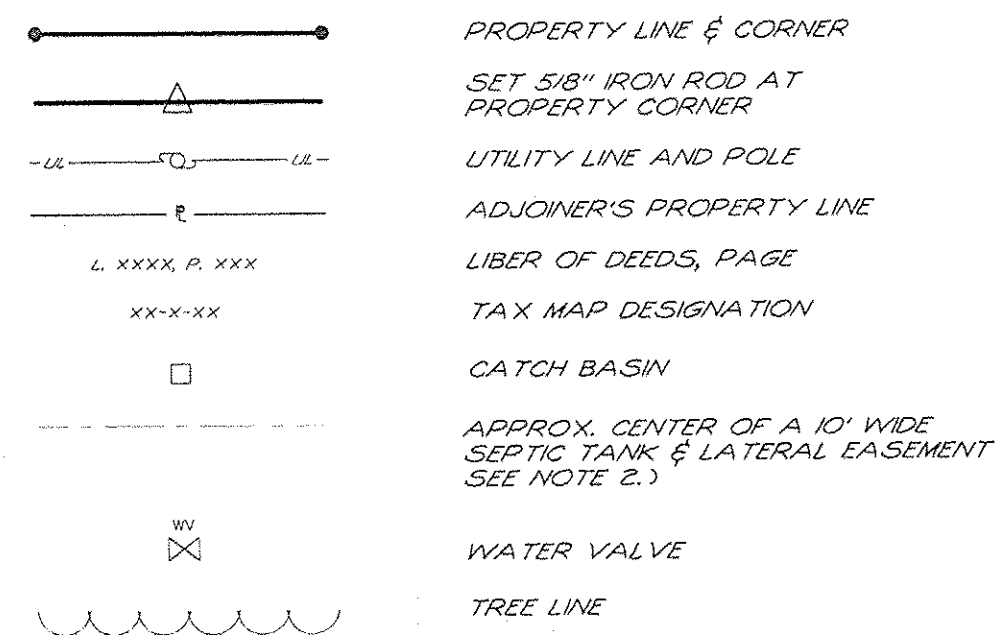 PROPERTY LINE & CORNER
SET 5/8" IRON ROD AT
PROPERTY CORNER
- UL - UL -
UTILITY LINE AND POLE
PL
ADJOINER'S PROPERTY LINE
L. XXXX, P. XXX
LIBER OF DEEDS, PAGE
XX-X-XX
TAX MAP DESIGNATION
CATCH BASIN
APPROX. CENTER OF A 10' WIDE
SEPTIC TANK & LATERAL EASEMENT
SEE NOTE 2.)
WV
WATER VALVE
TREE LINE